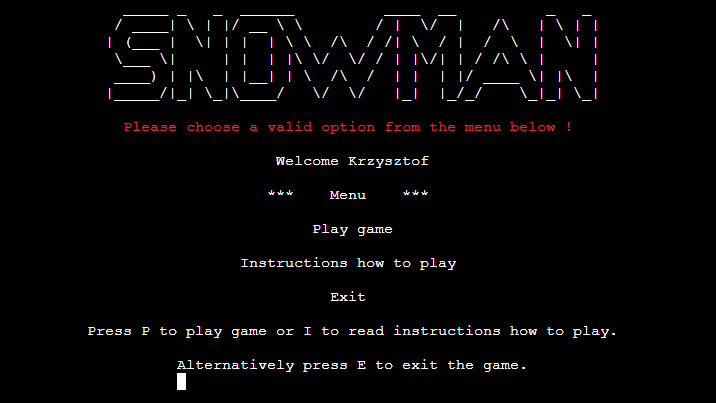 SNOWMAN
Please choose a valid option from the menu below !
Welcome Krzysztof
*** Menu ***
Play game
Instructions how to play
Exit
Press P to play game or I to read instructions how to play.
Alternatively press E to exit the game.